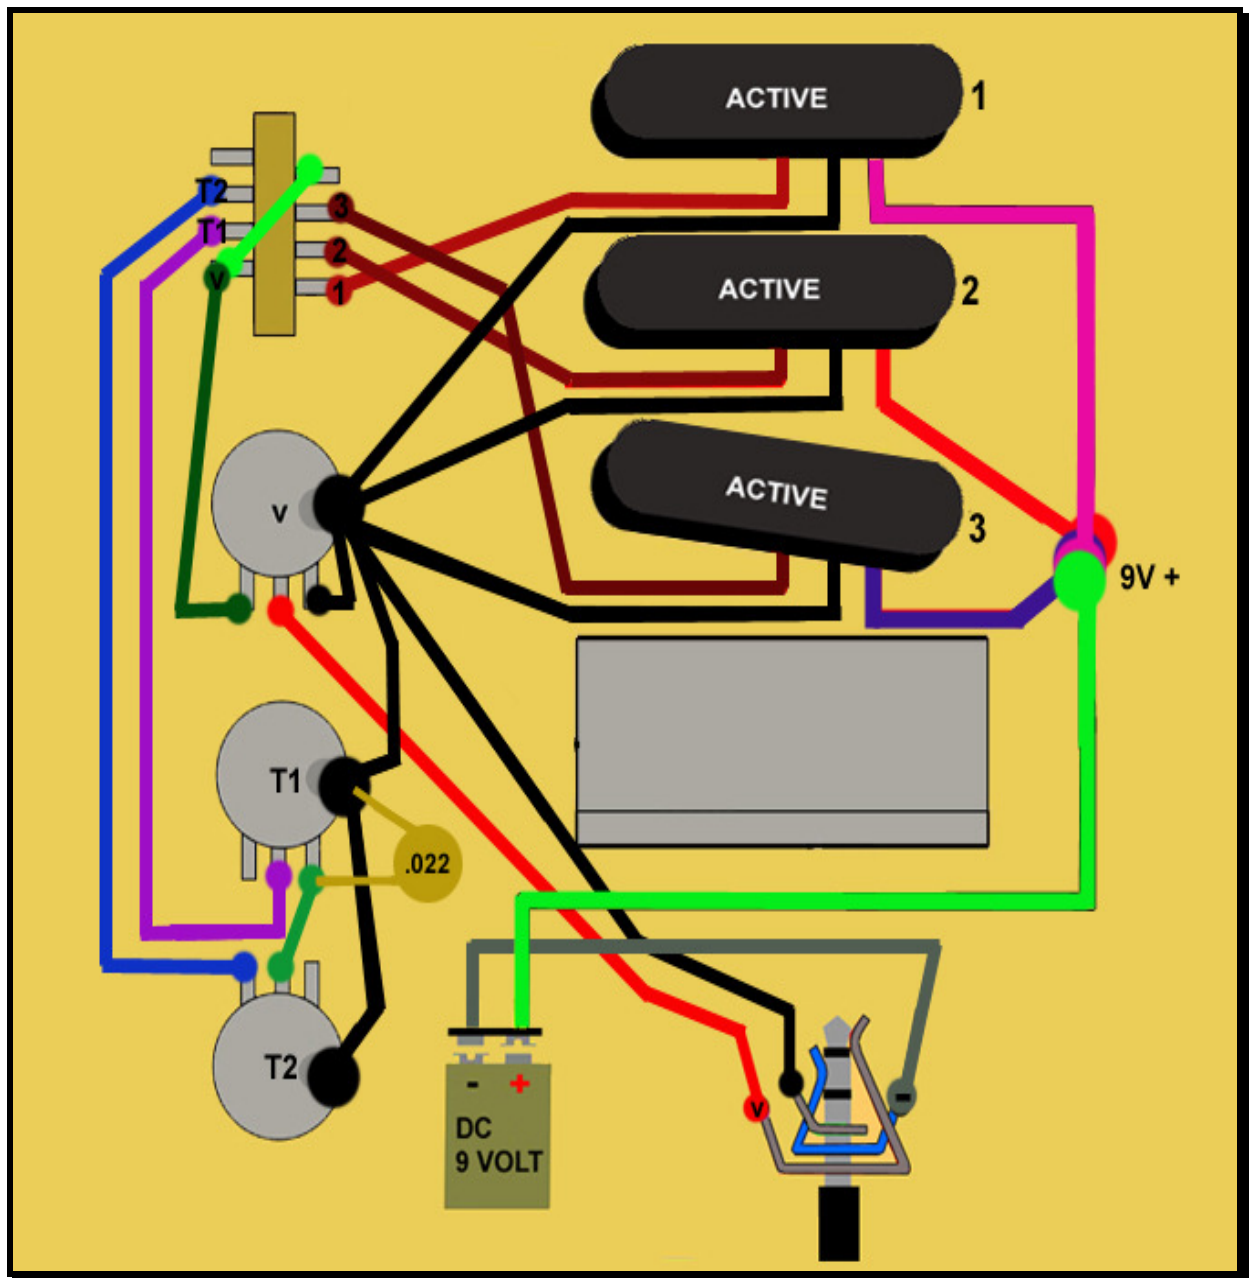 ACTIVE 1
T2
T1
V
3
2
1
ACTIVE 2
ACTIVE 3
9V +
V
T1
.022
T2
- +
DC
9 VOLT
V
-